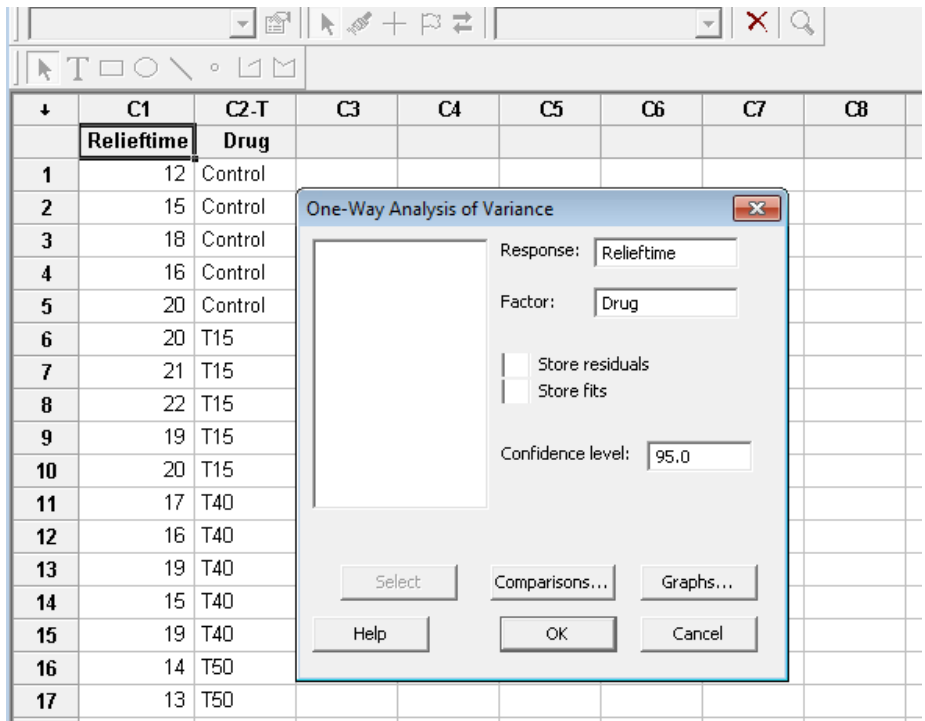 T
C1 C2-T C3 C4 C5 C6 C7 C8
Relieftime Drug
1 12 Control
2 15 Control
3 18 Control
4 16 Control
5 20 Control
6 20 T15
7 21 T15
8 22 T15
9 19 T15
10 20 T15
11 17 T40
12 16 T40
13 19 T40
14 15 T40
15 19 T40
16 14 T50
17 13 T50
One-Way Analysis of Variance
Response: Relieftime
Factor: Drug
Store residuals
Store fits
Confidence level: 95.0
Select Comparisons... Graphs...
Help OK Cancel